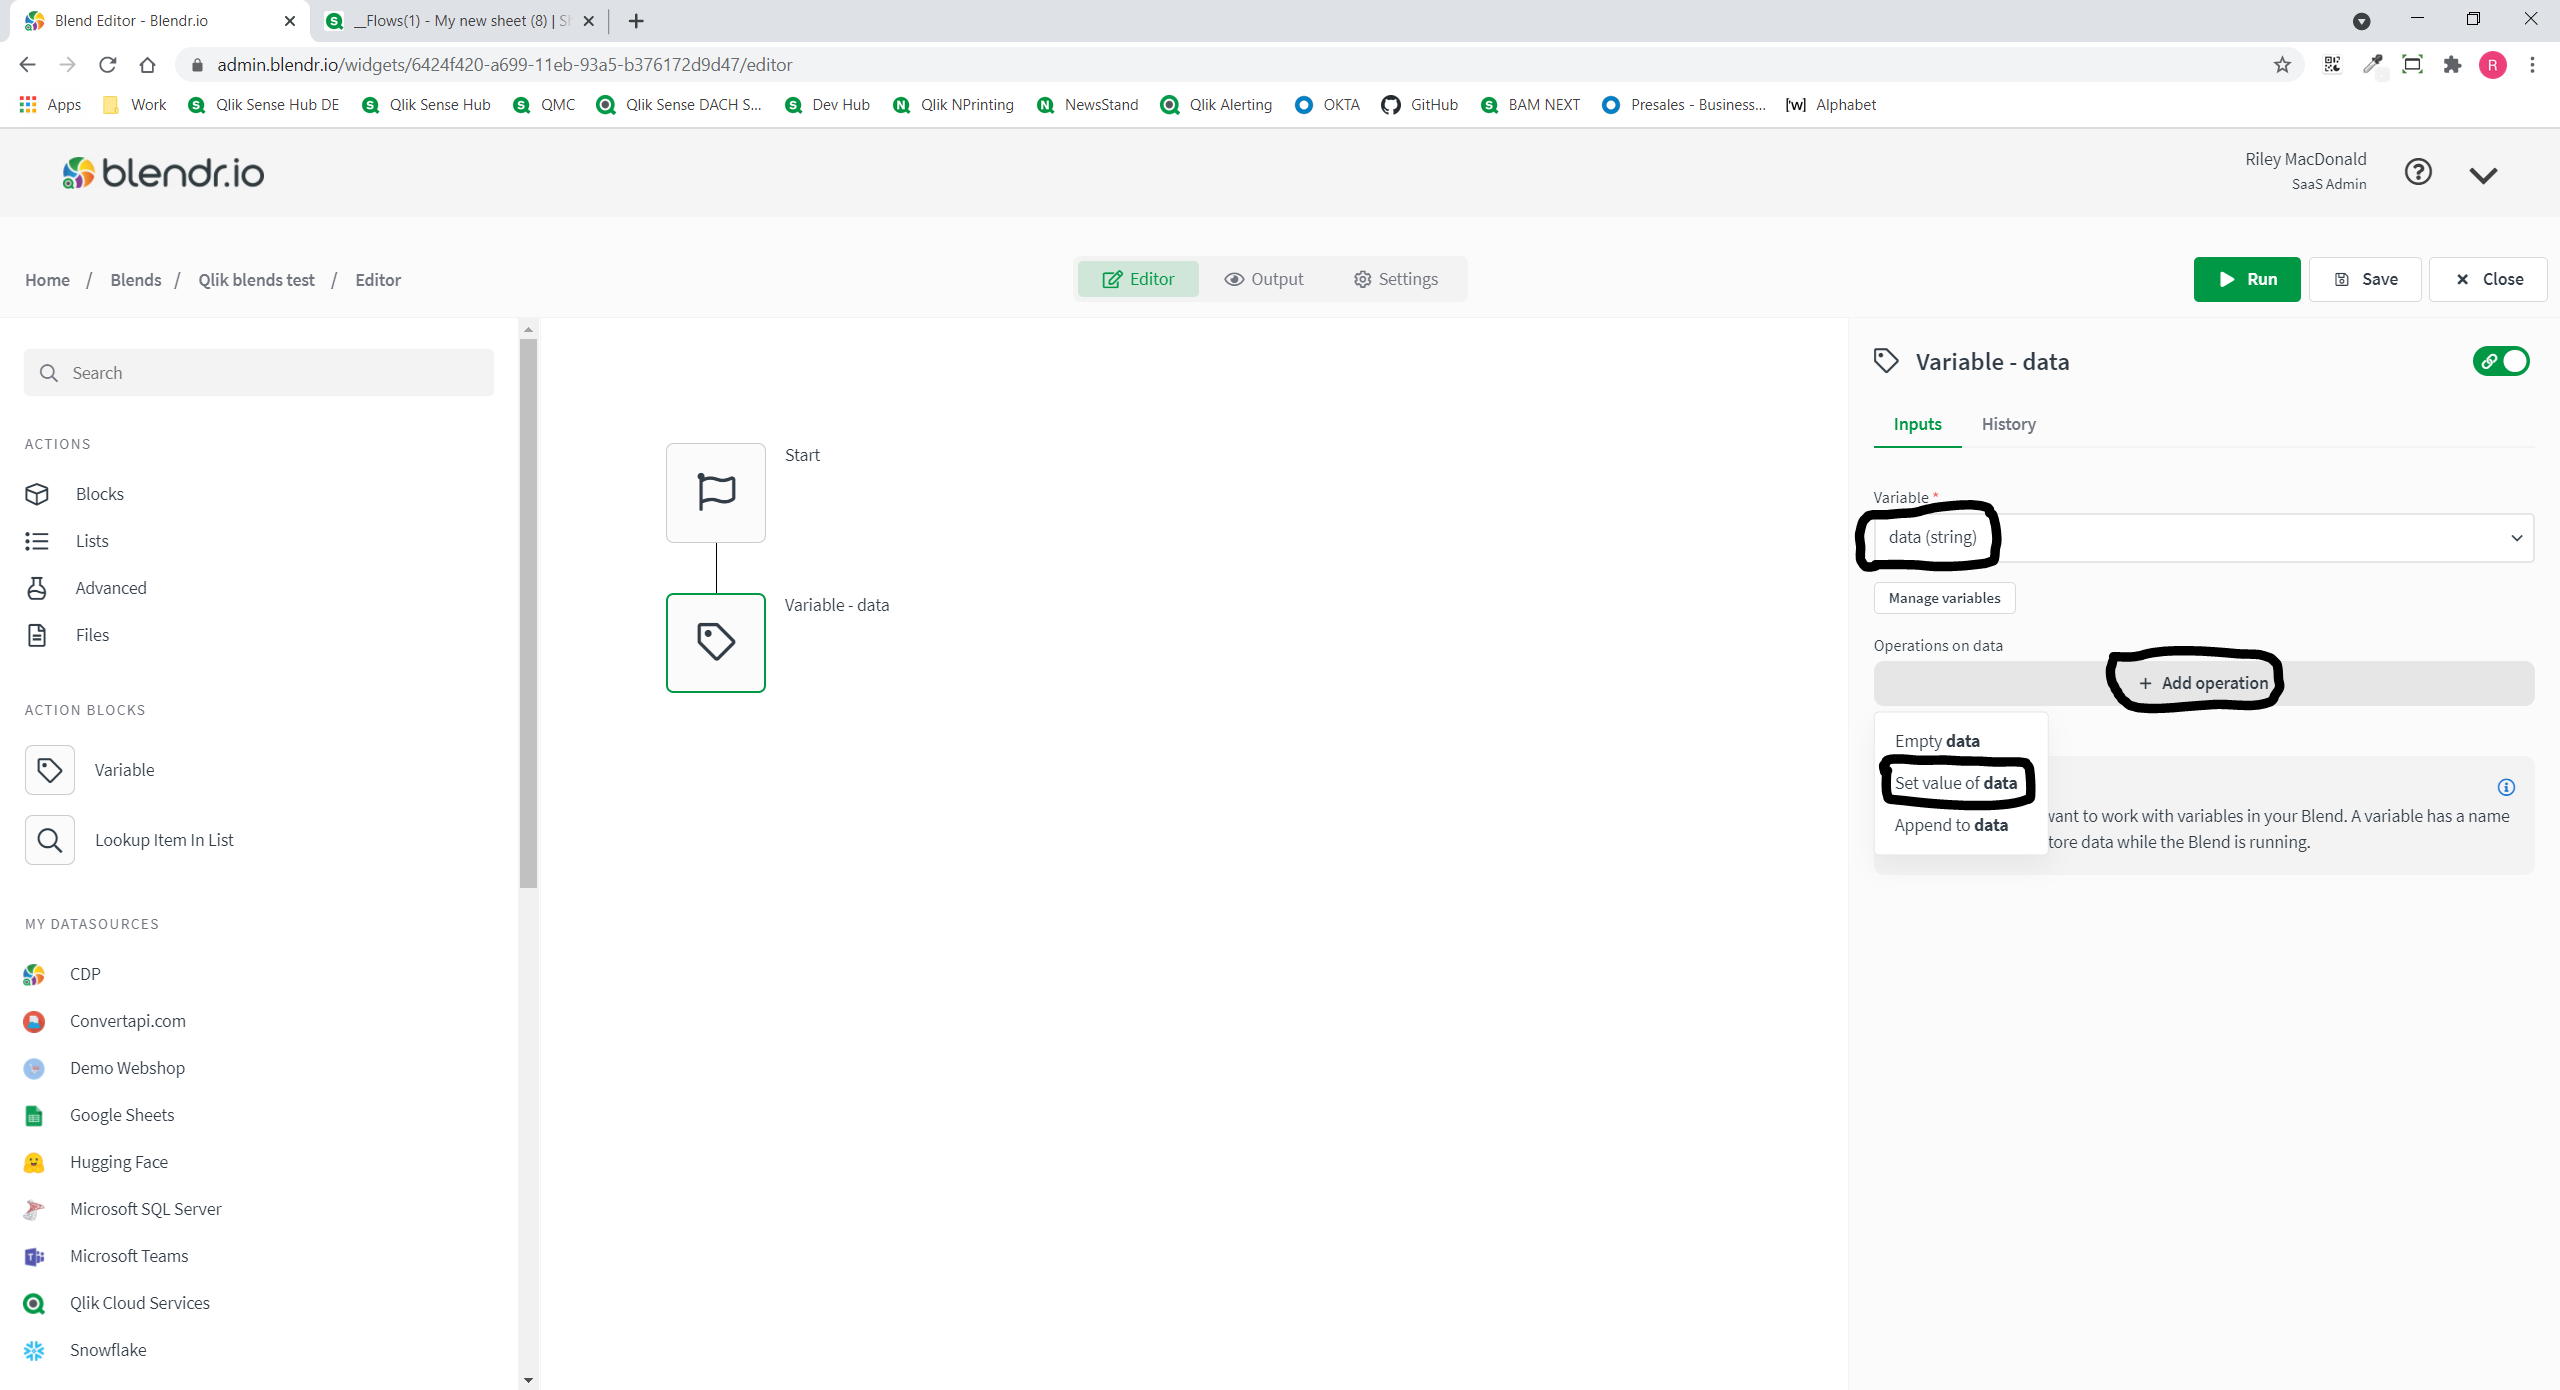 Blend Editor - Blendr.io
__Flows(1) - My new sheet (8) | S
admin.blendr.io/widgets/6424f420-a699-11eb-93a5-b376172d9d47/editor
R
Apps Work Qlik Sense Hub DE Qlik Sense Hub QMC Qlik Sense DACH S... Dev Hub Qlik NPrinting NewsStand Qlik Alerting OKTA GitHub BAM NEXT Presales - Business... [w] Alphabet
blendr.io
Riley MacDonald
SaaS Admin
Home / Blends / Qlik blends test / Editor
Editor Output Settings
Run Save Close
Search
ACTIONS
Blocks
Lists
Advanced
Files
ACTION BLOCKS
Variable
Lookup Item In List
MY DATASOURCES
CDP
Convertapi.com
Demo Webshop
Google Sheets
Hugging Face
Microsoft SQL Server
Microsoft Teams
Qlik Cloud Services
Snowflake
Start
Variable - data
Variable - data
Inputs History
Variable *
data (string)
Manage variables
Operations on data
+ Add operation
Empty data
Set value of data
Append to data
want to work with variables in your Blend. A variable has a name
tore data while the Blend is running.